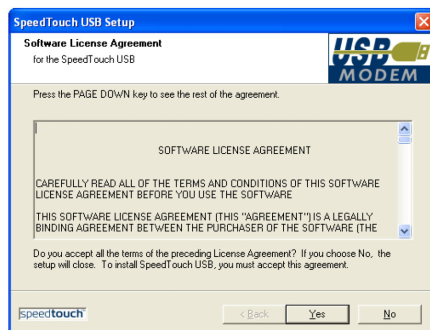 SpeedTouch USB Setup
Software License Agreement
for the SpeedTouch USB
USB
MODEM
Press the PAGE DOWN key to see the rest of the agreement.
SOFTWARE LICENSE AGREEMENT
CAREFULLY READ ALL OF THE TERMS AND CONDITIONS OF THIS SOFTWARE
LICENSE AGREEMENT BEFORE YOU USE THE SOFTWARE
THIS SOFTWARE LICENSE AGREEMENT (THIS "AGREEMENT") IS A LEGALLY
BINDING AGREEMENT BETWEEN THE PURCHASER OF THE SOFTWARE (THE
Do you accept all the terms of the preceding License Agreement? If you choose No, the
setup will close. To install SpeedTouch USB, you must accept this agreement.
speedtouch
< Back Yes No